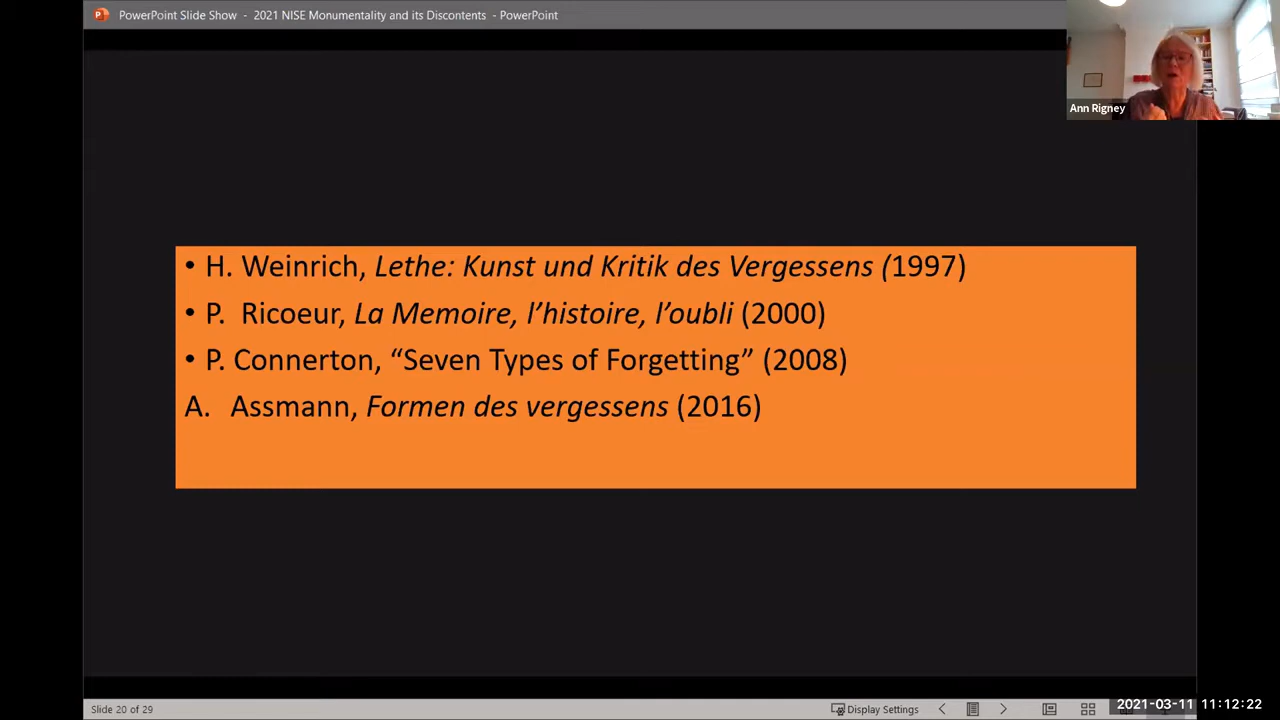 PowerPoint Slide Show - 2021 NISE Monumentality and its Discontents - PowerPoint
Ann Rigney
• H. Weinrich, Lethe: Kunst und Kritik des Vergessens (1997)
• P. Ricoeur, La Memoire, l’histoire, l’oubli (2000)
• P. Connerton, “Seven Types of Forgetting” (2008)
A. Assmann, Formen des vergessens (2016)
Slide 20 of 29
Display Settings
2021-03-11 11:12:22